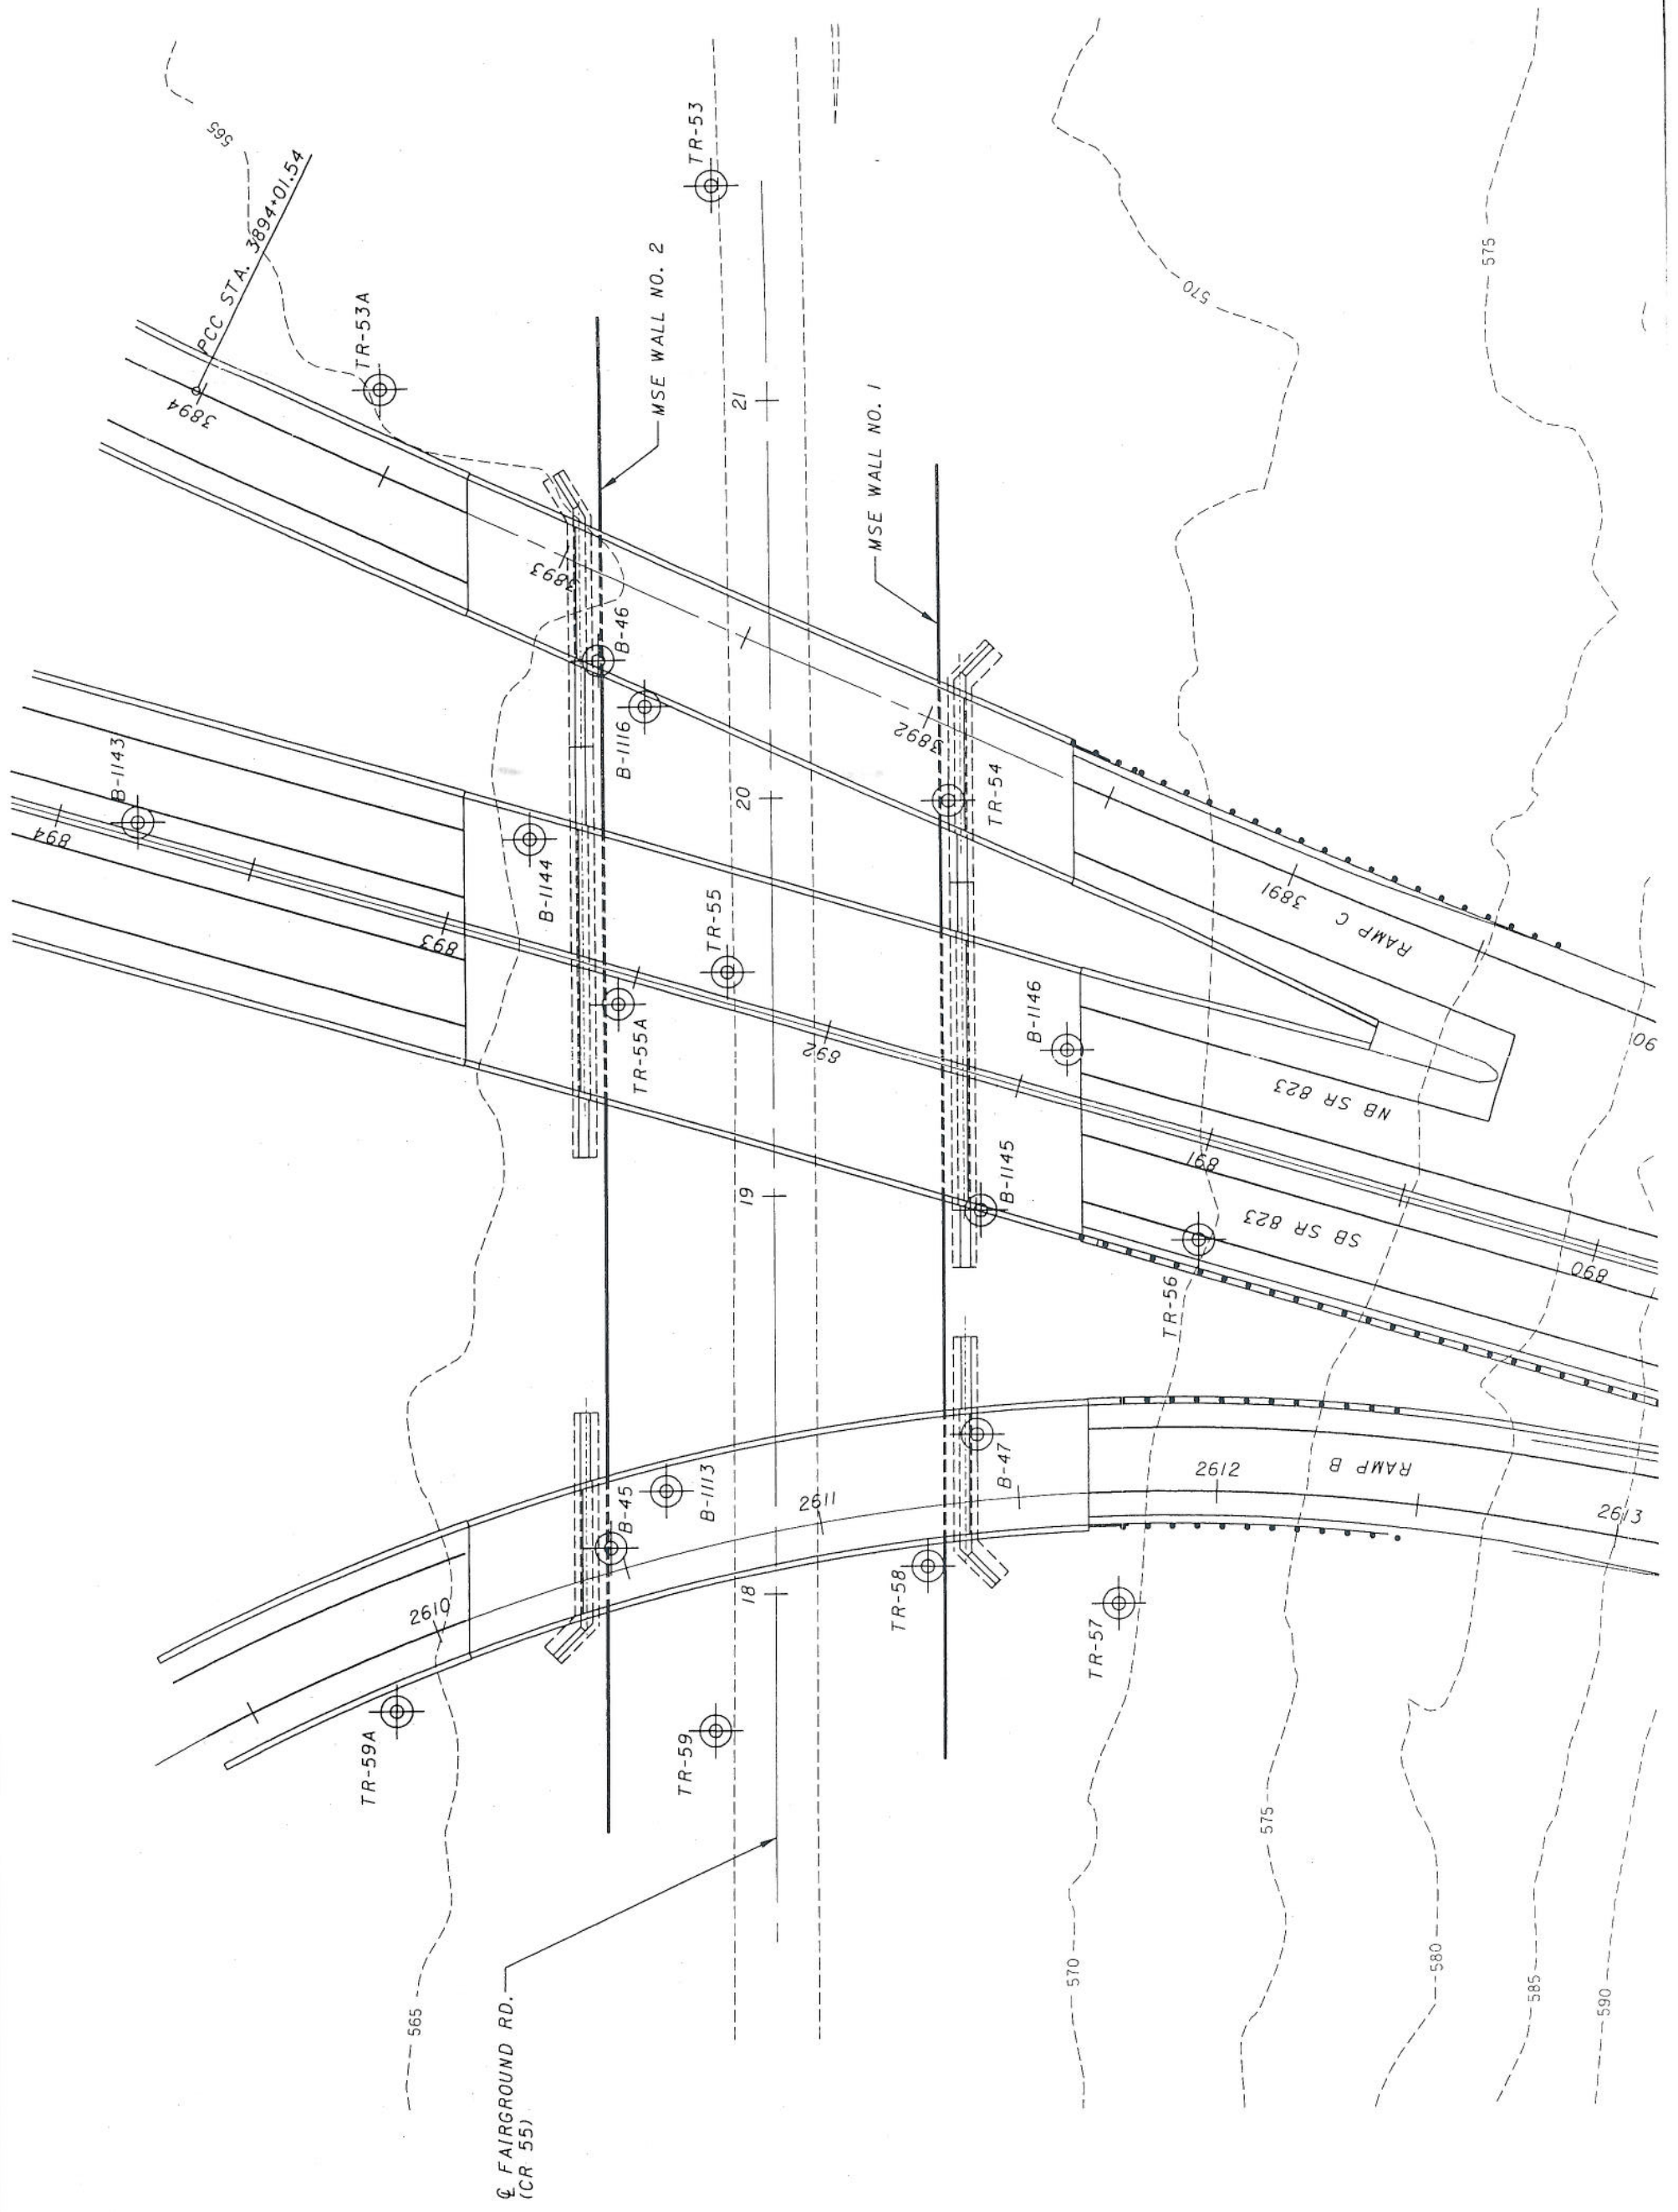 565
PCC STA. 3894+01.54
3894
TR-53A
TR-53
MSE WALL NO. 2
21
570
575
MSE WALL NO. 1
3893
B-46
B-1116
B-1143
894
20
3892
TR-54
B-1144
893
TR-55
3891
RAMP C
TR-55A
892
B-1146
90
NB SR 823
891
19
B-1145
SB SR 823
890
TR-56
B-45
B-1113
2611
B-47
2612
RAMP B
2613
2610
18
TR-58
TR-57
TR-59A
TR-59
565
℄ FAIRGROUND RD.
(CR 55)
570
575
580
585
590